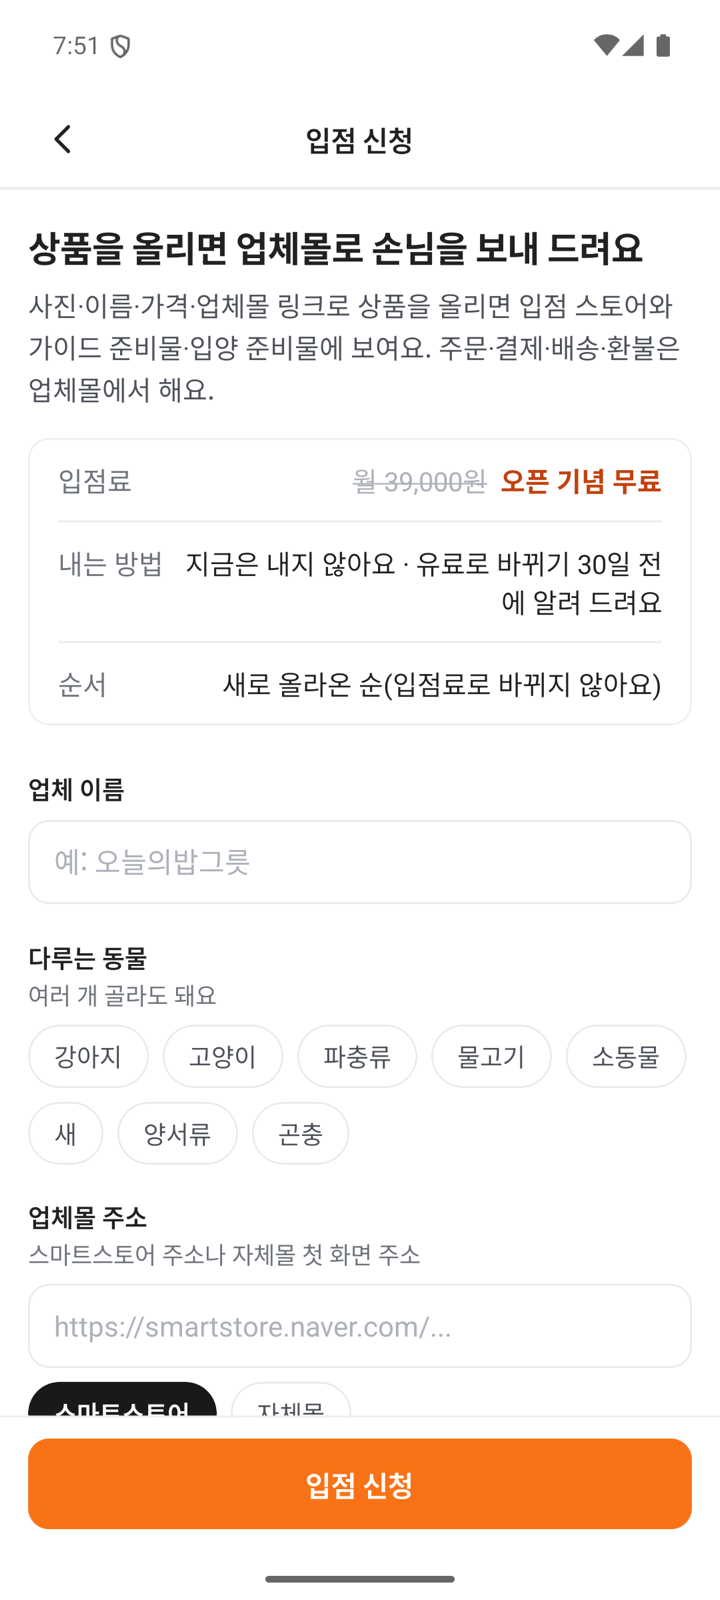 7:51
입점 신청
상품을 올리면 업체몰로 손님을 보내 드려요
사진·이름·가격·업체몰 링크로 상품을 올리면 입점 스토어와
가이드 준비물·입양 준비물에 보여요. 주문·결제·배송·환불은
업체몰에서 해요.
입점료 월 39,000원 오픈 기념 무료
내는 방법 지금은 내지 않아요 · 유료로 바뀌기 30일 전
에 알려 드려요
순서 새로 올라온 순(입점료로 바뀌지 않아요)
업체 이름
예: 오늘의밥그릇
다루는 동물
여러 개 골라도 돼요
강아지 고양이 파충류 물고기 소동물
새 양서류 곤충
업체몰 주소
스마트스토어 주소나 자체몰 첫 화면 주소
https://smartstore.naver.com/...
스마트스토어 자체몰
입점 신청